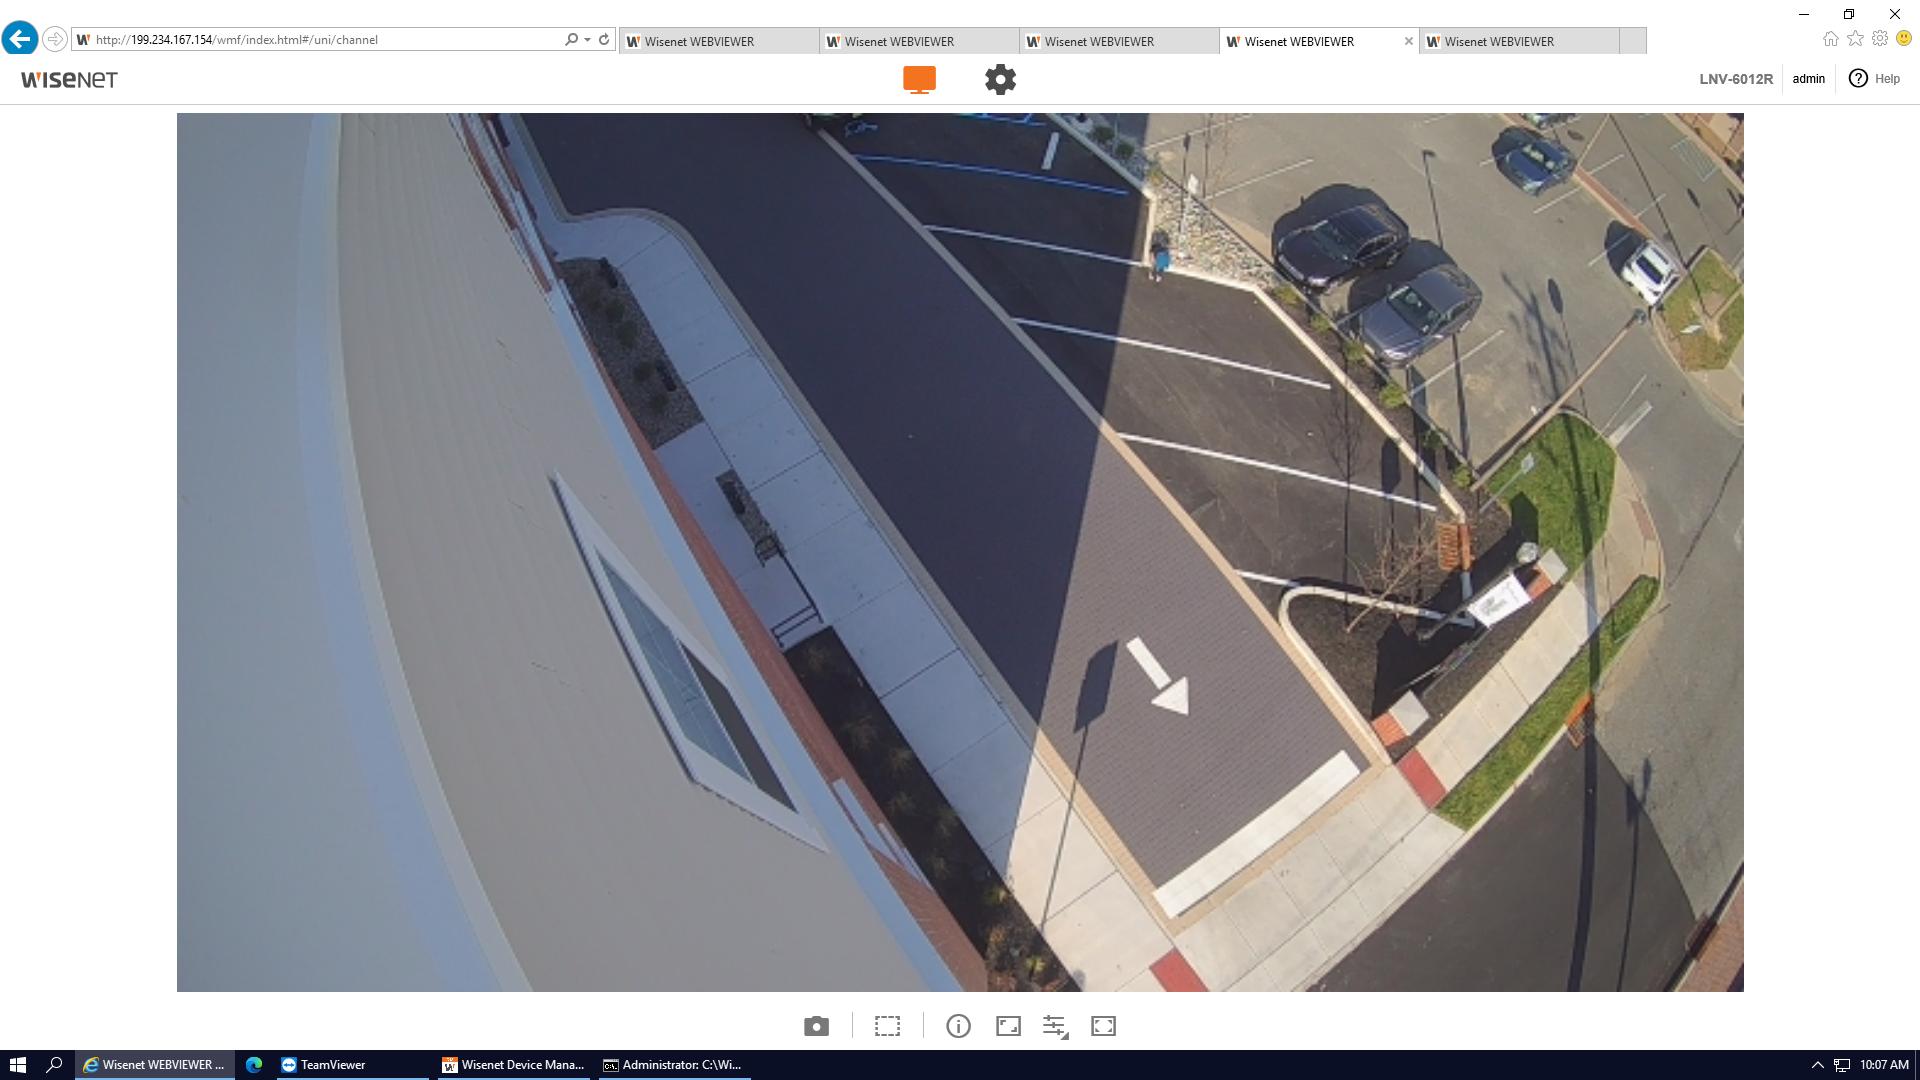 http://199.234.167.154/wmf/index.html#/uni/channel
Wisenet WEBVIEWER
Wisenet WEBVIEWER
Wisenet WEBVIEWER
Wisenet WEBVIEWER
Wisenet WEBVIEWER
WISENET
LNV-6012R
admin
Help
Wisenet WEBVIEWER ...
TeamViewer
Wisenet Device Mana...
Administrator: C:\Wi...
10:07 AM